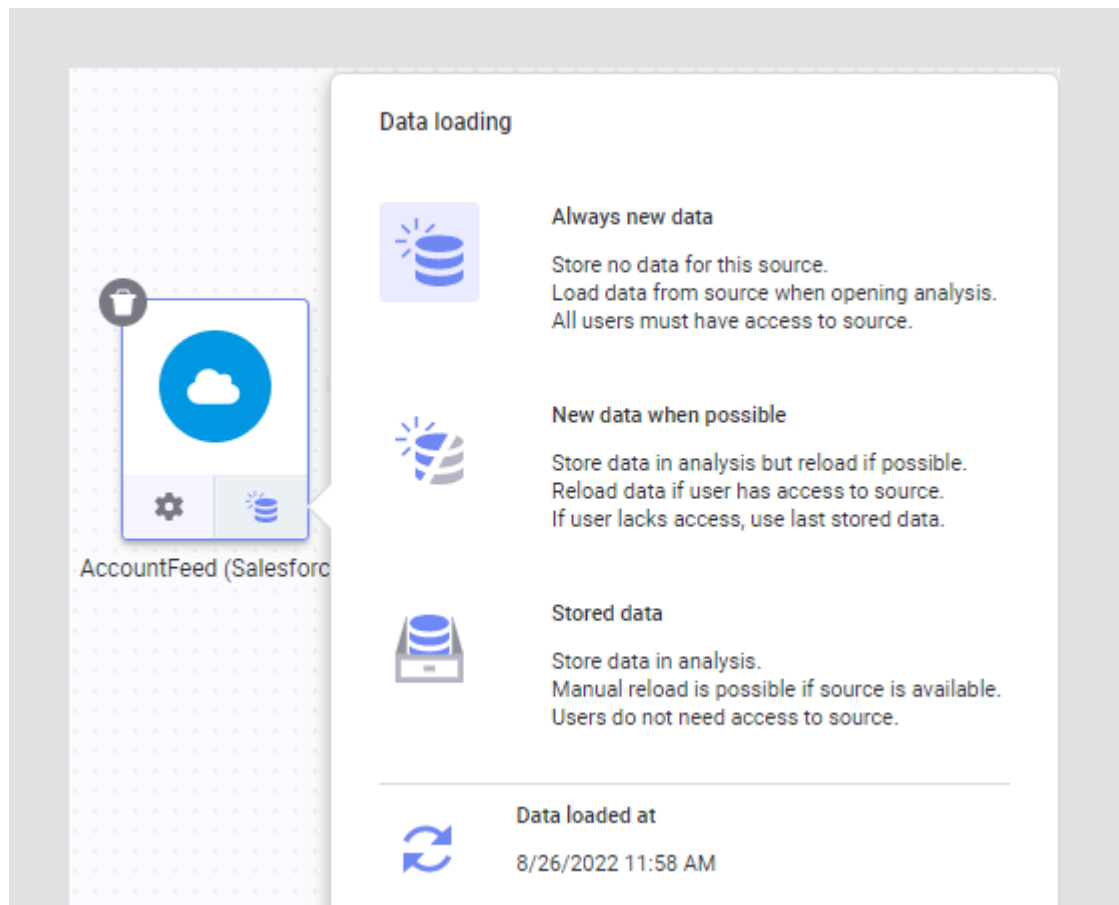 Data loading
Always new data
Store no data for this source.
Load data from source when opening analysis.
All users must have access to source.
New data when possible
Store data in analysis but reload if possible.
Reload data if user has access to source.
If user lacks access, use last stored data.
AccountFeed (Salesforc
Stored data
Store data in analysis.
Manual reload is possible if source is available.
Users do not need access to source.
Data loaded at
8/26/2022 11:58 AM